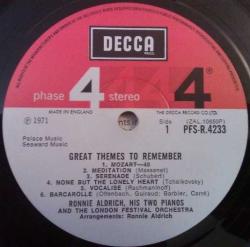 DECCA
phase 4 stereo 4®
MADE IN ENGLAND
© THE DECCA RECORD CO LTD.
℗ 1971
Side
1
(ZAL.10650P)
PFS-R.4233
Palace Music
Seaward Music
GREAT THEMES TO REMEMBER
1. MOZART—40
2. MEDITATION (Massenet)
3. SERENADE (Schubert)
4. NONE BUT THE LONELY HEART (Tchaikovsky)
5. VOCALISE (Rachmaninoff)
6. BARCAROLLE (Offenbach, Guiraud; Barbier, Carré)
RONNIE ALDRICH, HIS TWO PIANOS
AND THE LONDON FESTIVAL ORCHESTRA
Arrangements: Ronnie Aldrich